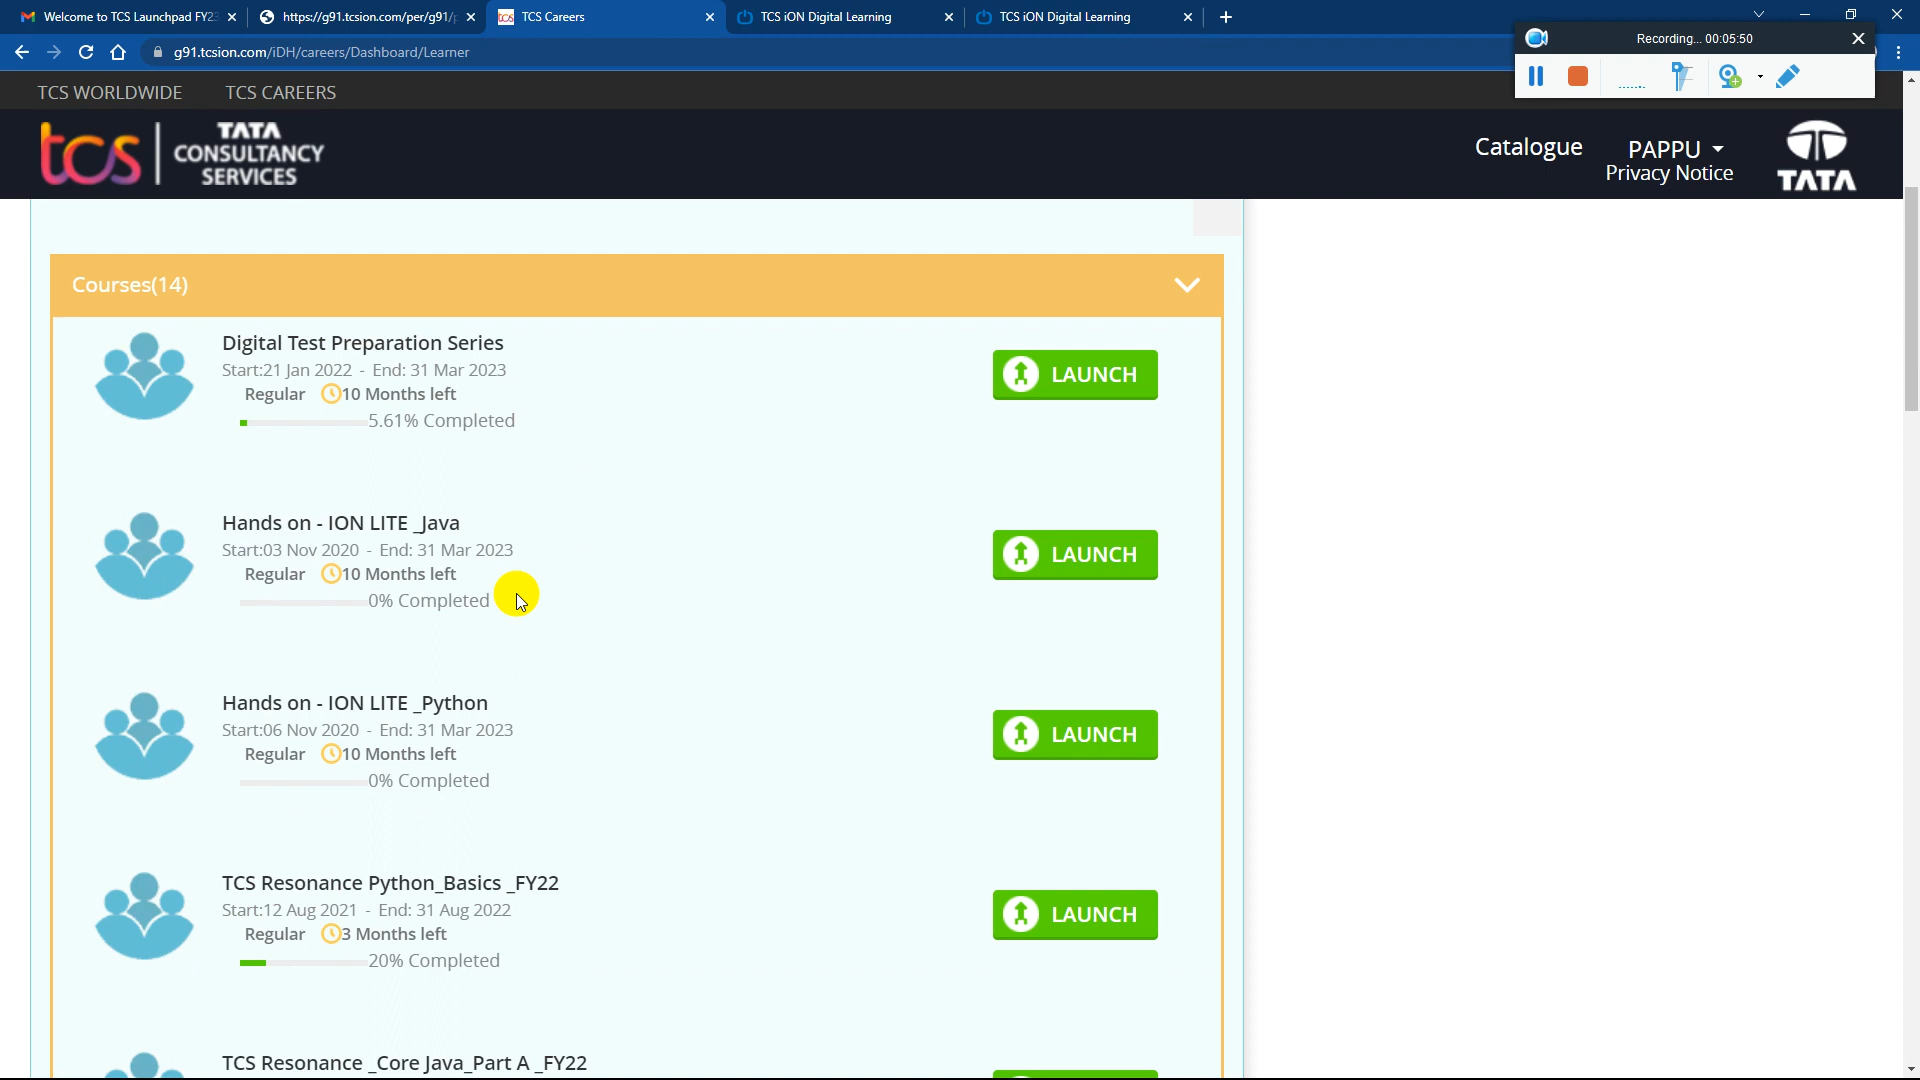 Welcome to TCS Launchpad FY23
https://g91.tcsion.com/per/g91/
TCS Careers
TCS iON Digital Learning
TCS iON Digital Learning
g91.tcsion.com/iDH/careers/Dashboard/Learner
Recording... 00:05:50
TCS WORLDWIDE TCS CAREERS
tcs TATA
CONSULTANCY
SERVICES
Catalogue PAPPU
Privacy Notice
TATA
Courses(14)
Digital Test Preparation Series
Start:21 Jan 2022 - End: 31 Mar 2023
Regular 10 Months left
5.61% Completed
LAUNCH
Hands on - ION LITE _Java
Start:03 Nov 2020 - End: 31 Mar 2023
Regular 10 Months left
0% Completed
LAUNCH
Hands on - ION LITE _Python
Start:06 Nov 2020 - End: 31 Mar 2023
Regular 10 Months left
0% Completed
LAUNCH
TCS Resonance Python_Basics _FY22
Start:12 Aug 2021 - End: 31 Aug 2022
Regular 3 Months left
20% Completed
LAUNCH
TCS Resonance _Core Java_Part A _FY22